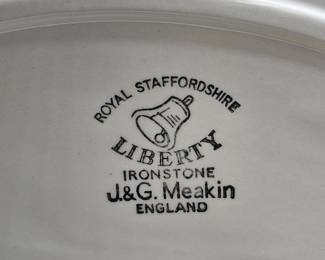 ROYAL STAFFORDSHIRE
LIBERTY
IRONSTONE
J.&G. Meakin
ENGLAND